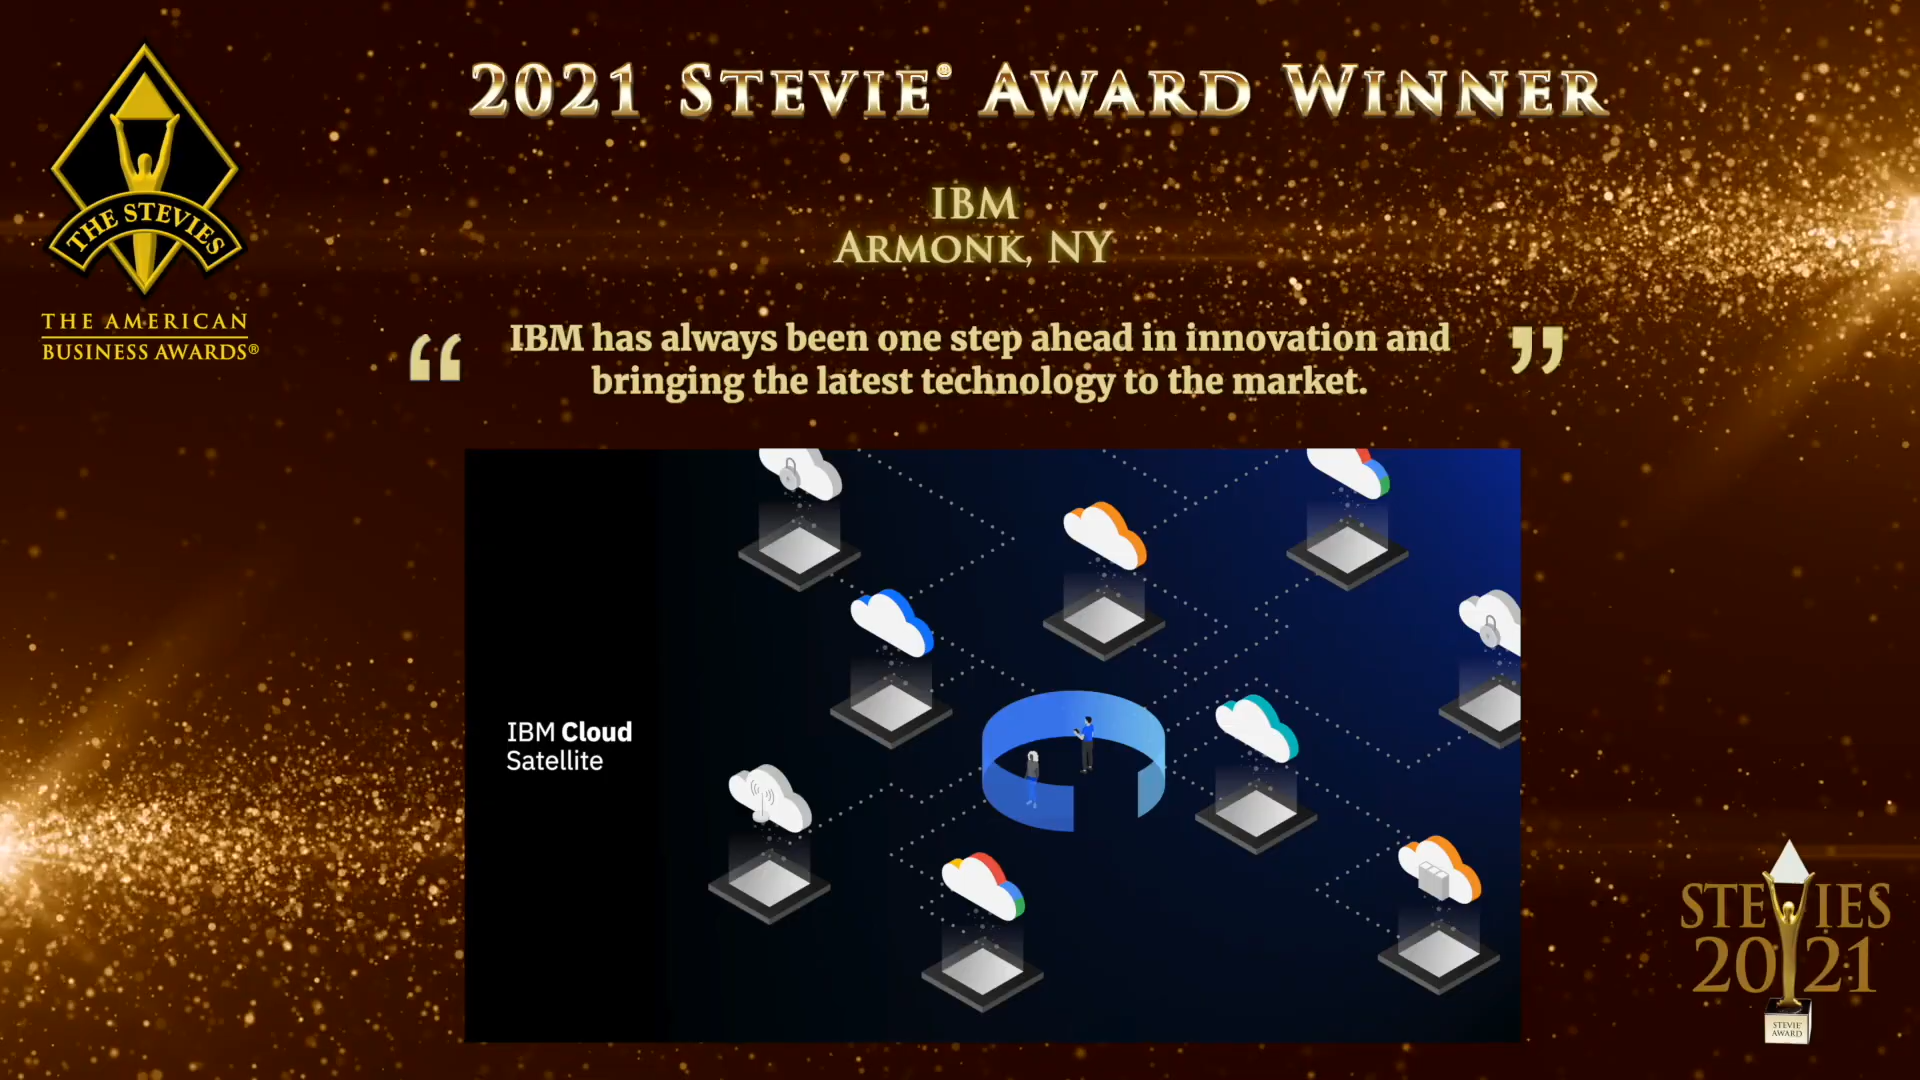 2021 STEVIE® AWARD WINNER
THE STEVIES
THE AMERICAN
BUSINESS AWARDS®
IBM
ARMONK, NY
“ IBM has always been one step ahead in innovation and ”
bringing the latest technology to the market.
IBM Cloud
Satellite
STEVIES
2021
STEVIE®
AWARD